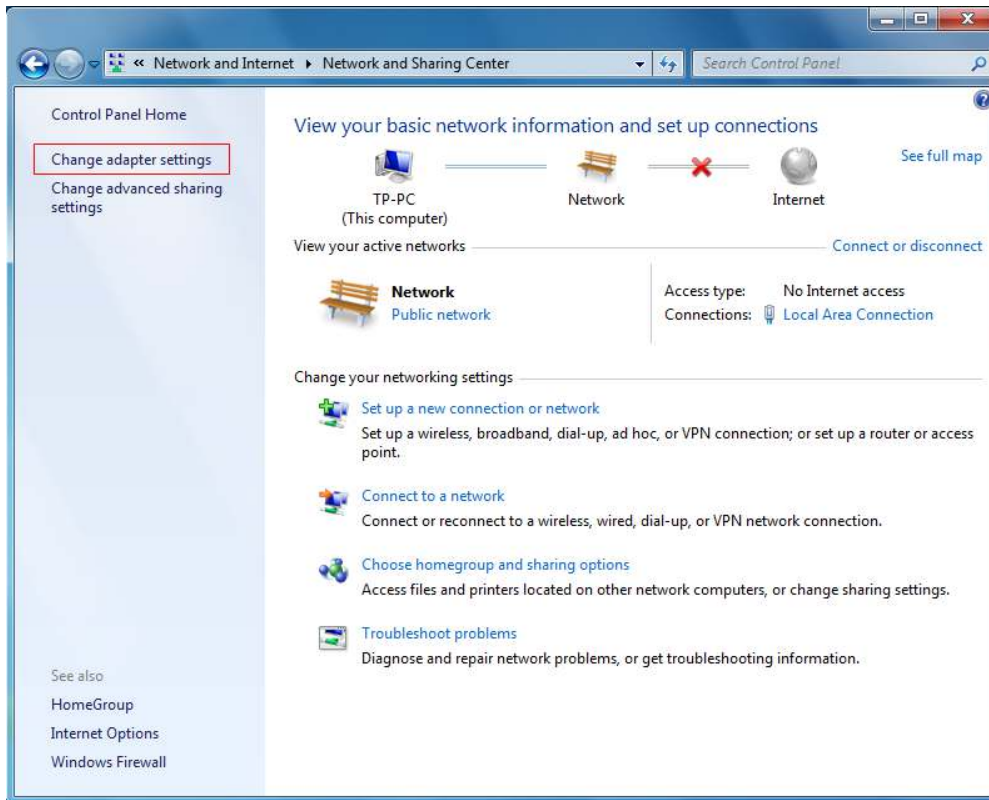 « Network and Internet ▸ Network and Sharing Center
Search Control Panel
Control Panel Home
Change adapter settings
Change advanced sharing
settings
See also
HomeGroup
Internet Options
Windows Firewall
View your basic network information and set up connections
See full map
TP-PC
(This computer)
Network
Internet
View your active networks
Connect or disconnect
Network
Public network
Access type: No Internet access
Connections: Local Area Connection
Change your networking settings
Set up a new connection or network
Set up a wireless, broadband, dial-up, ad hoc, or VPN connection; or set up a router or access
point.
Connect to a network
Connect or reconnect to a wireless, wired, dial-up, or VPN network connection.
Choose homegroup and sharing options
Access files and printers located on other network computers, or change sharing settings.
Troubleshoot problems
Diagnose and repair network problems, or get troubleshooting information.